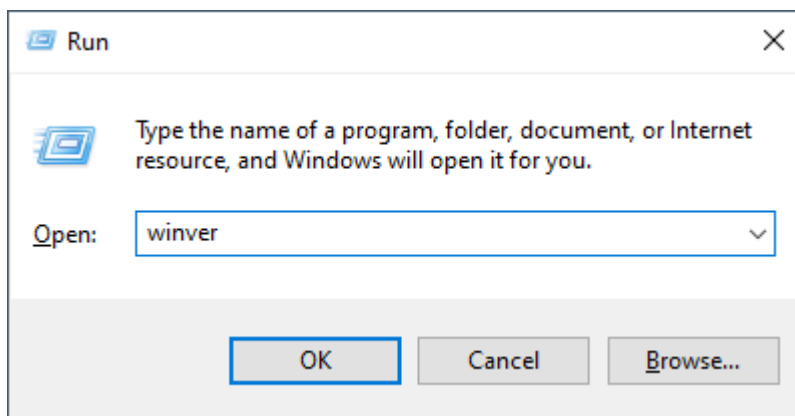 Run
Type the name of a program, folder, document, or Internet
resource, and Windows will open it for you.
Open: winver
OK Cancel Browse...